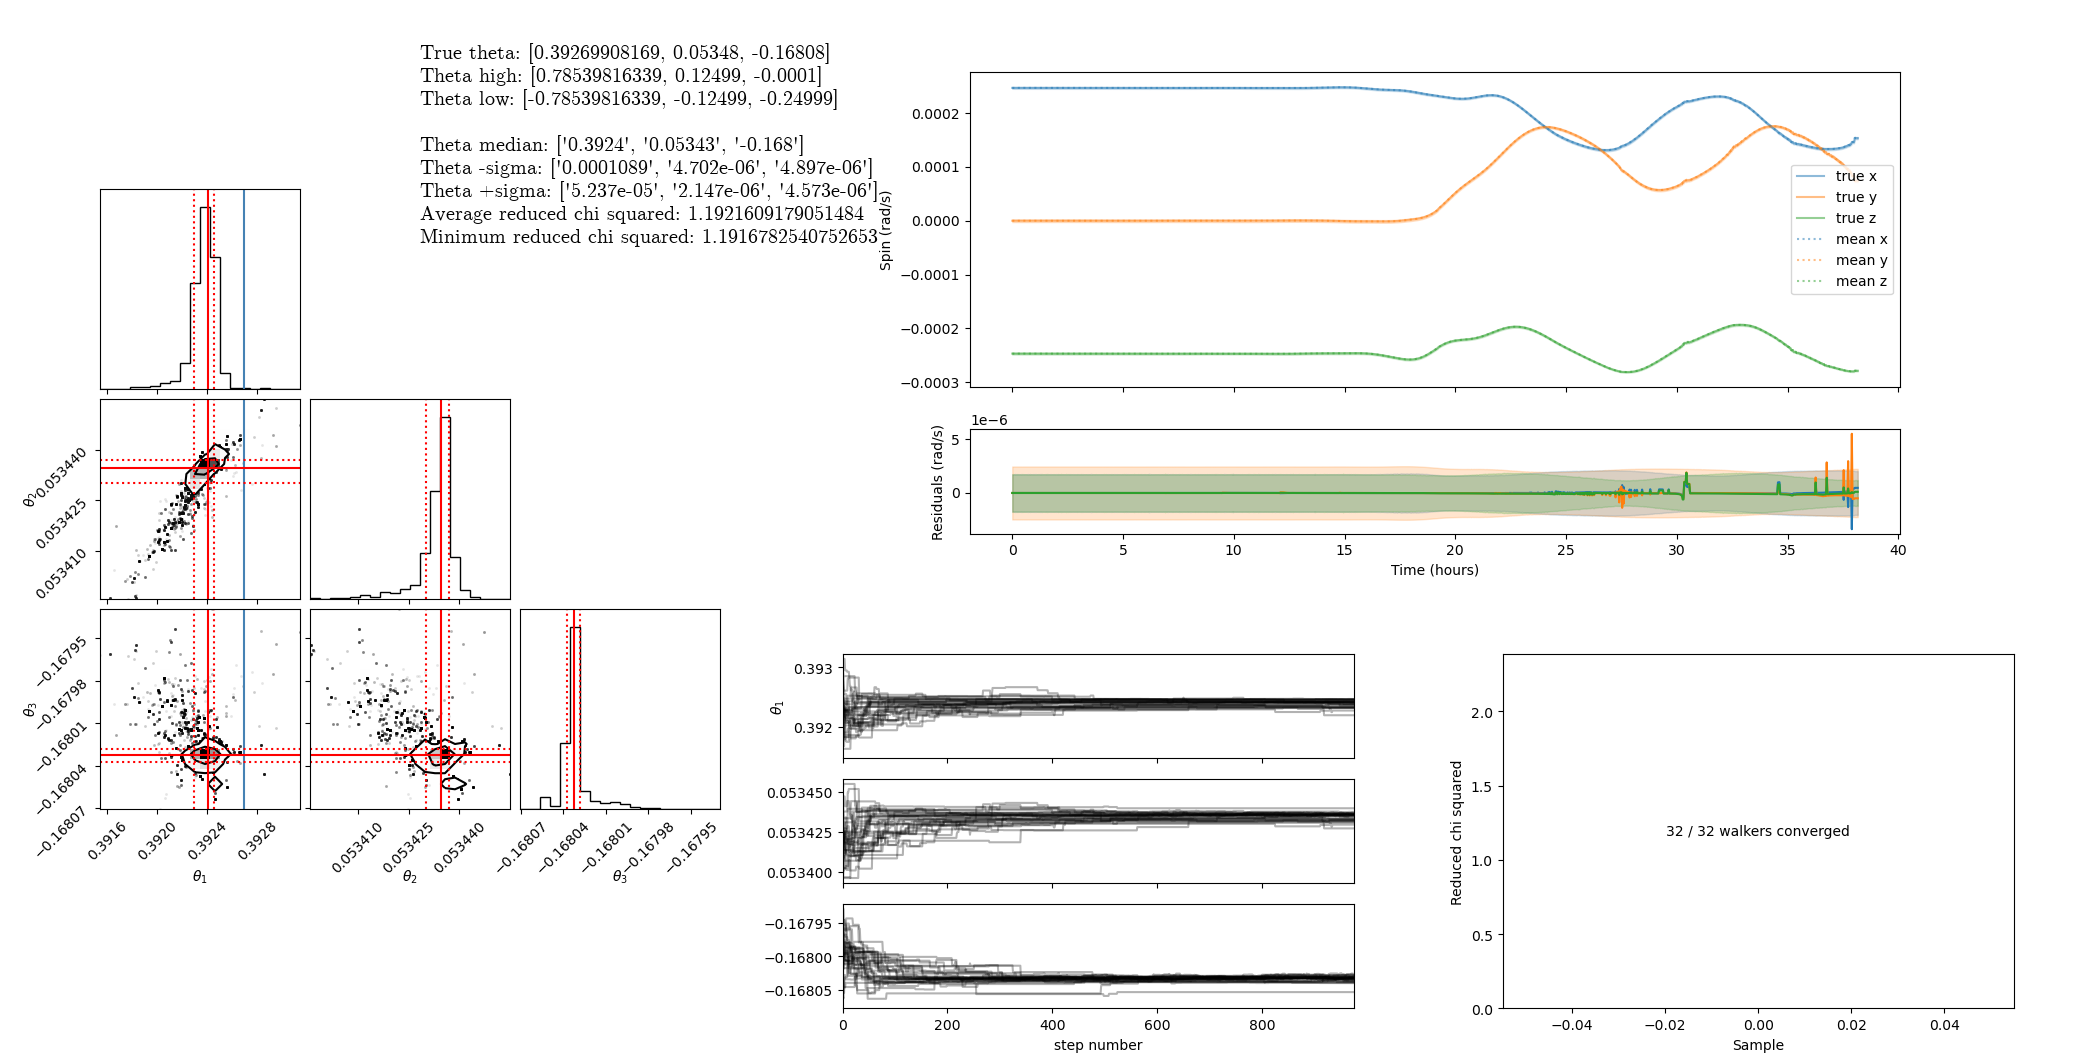 True theta: [0.39269908169, 0.05348, -0.16808]
Theta high: [0.78539816339, 0.12499, -0.0001]
Theta low: [-0.78539816339, -0.12499, -0.24999]
Theta median: ['0.3924', '0.05343', '-0.168']
Theta -sigma: ['0.0001089', '4.702e-06', '4.897e-06']
Theta +sigma: ['5.237e-05', '2.147e-06', '4.573e-06']
Average reduced chi squared: 1.1921609179051484
Minimum reduced chi squared: 1.1916782540752653
θ2
0.053440
0.053425
0.053410
θ3
−0.16795
−0.16798
−0.16801
−0.16804
−0.16807
0.3916
0.3920
0.3924
0.3928
θ1
0.053410
0.053425
0.053440
θ2
−0.16807
−0.16804
−0.16801
−0.16798
−0.16795
θ3
Spin (rad/s)
0.0002
0.0001
0.0000
−0.0001
−0.0002
−0.0003
true x
true y
true z
mean x
mean y
mean z
1e−6
Residuals (rad/s)
5
0
0 5 10 15 20 25 30 35 40
Time (hours)
θ1
0.393
0.392
0.053450
0.053425
0.053400
−0.16795
−0.16800
−0.16805
0 200 400 600 800
step number
Reduced chi squared
2.0
1.5
1.0
0.5
0.0
32 / 32 walkers converged
−0.04 −0.02 0.00 0.02 0.04
Sample